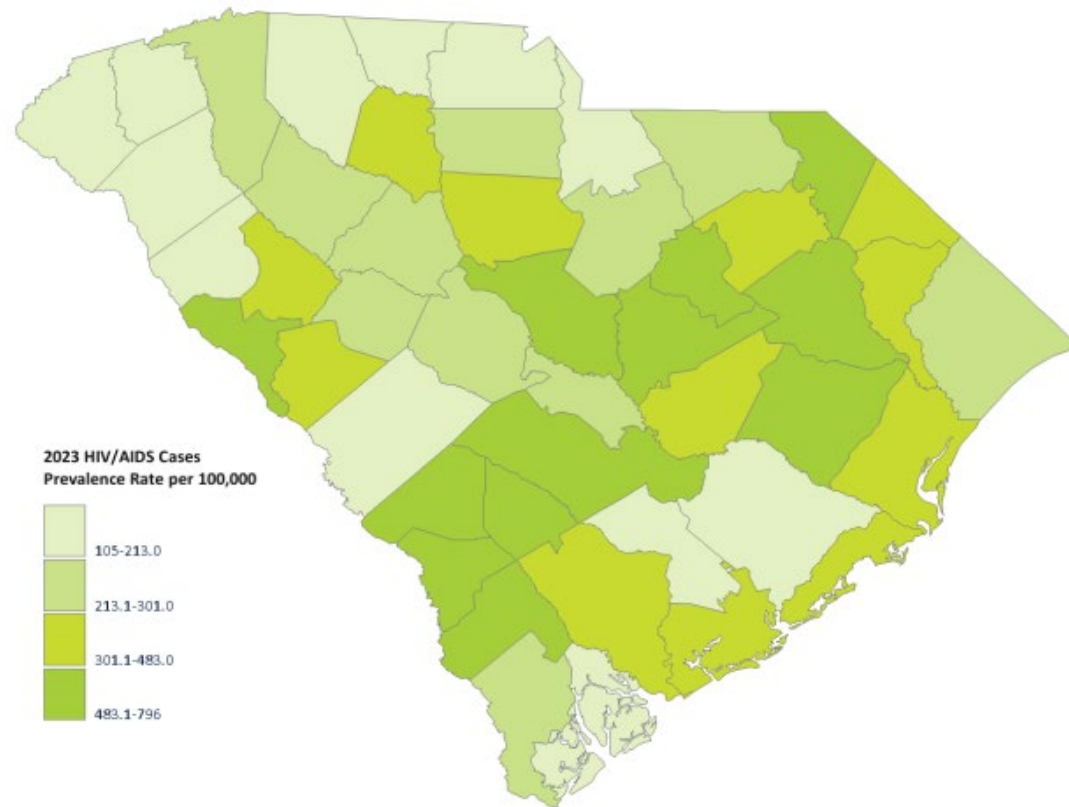 2023 HIV/AIDS Cases
Prevalence Rate per 100,000
105-213.0
213.1-301.0
301.1-483.0
483.1-796